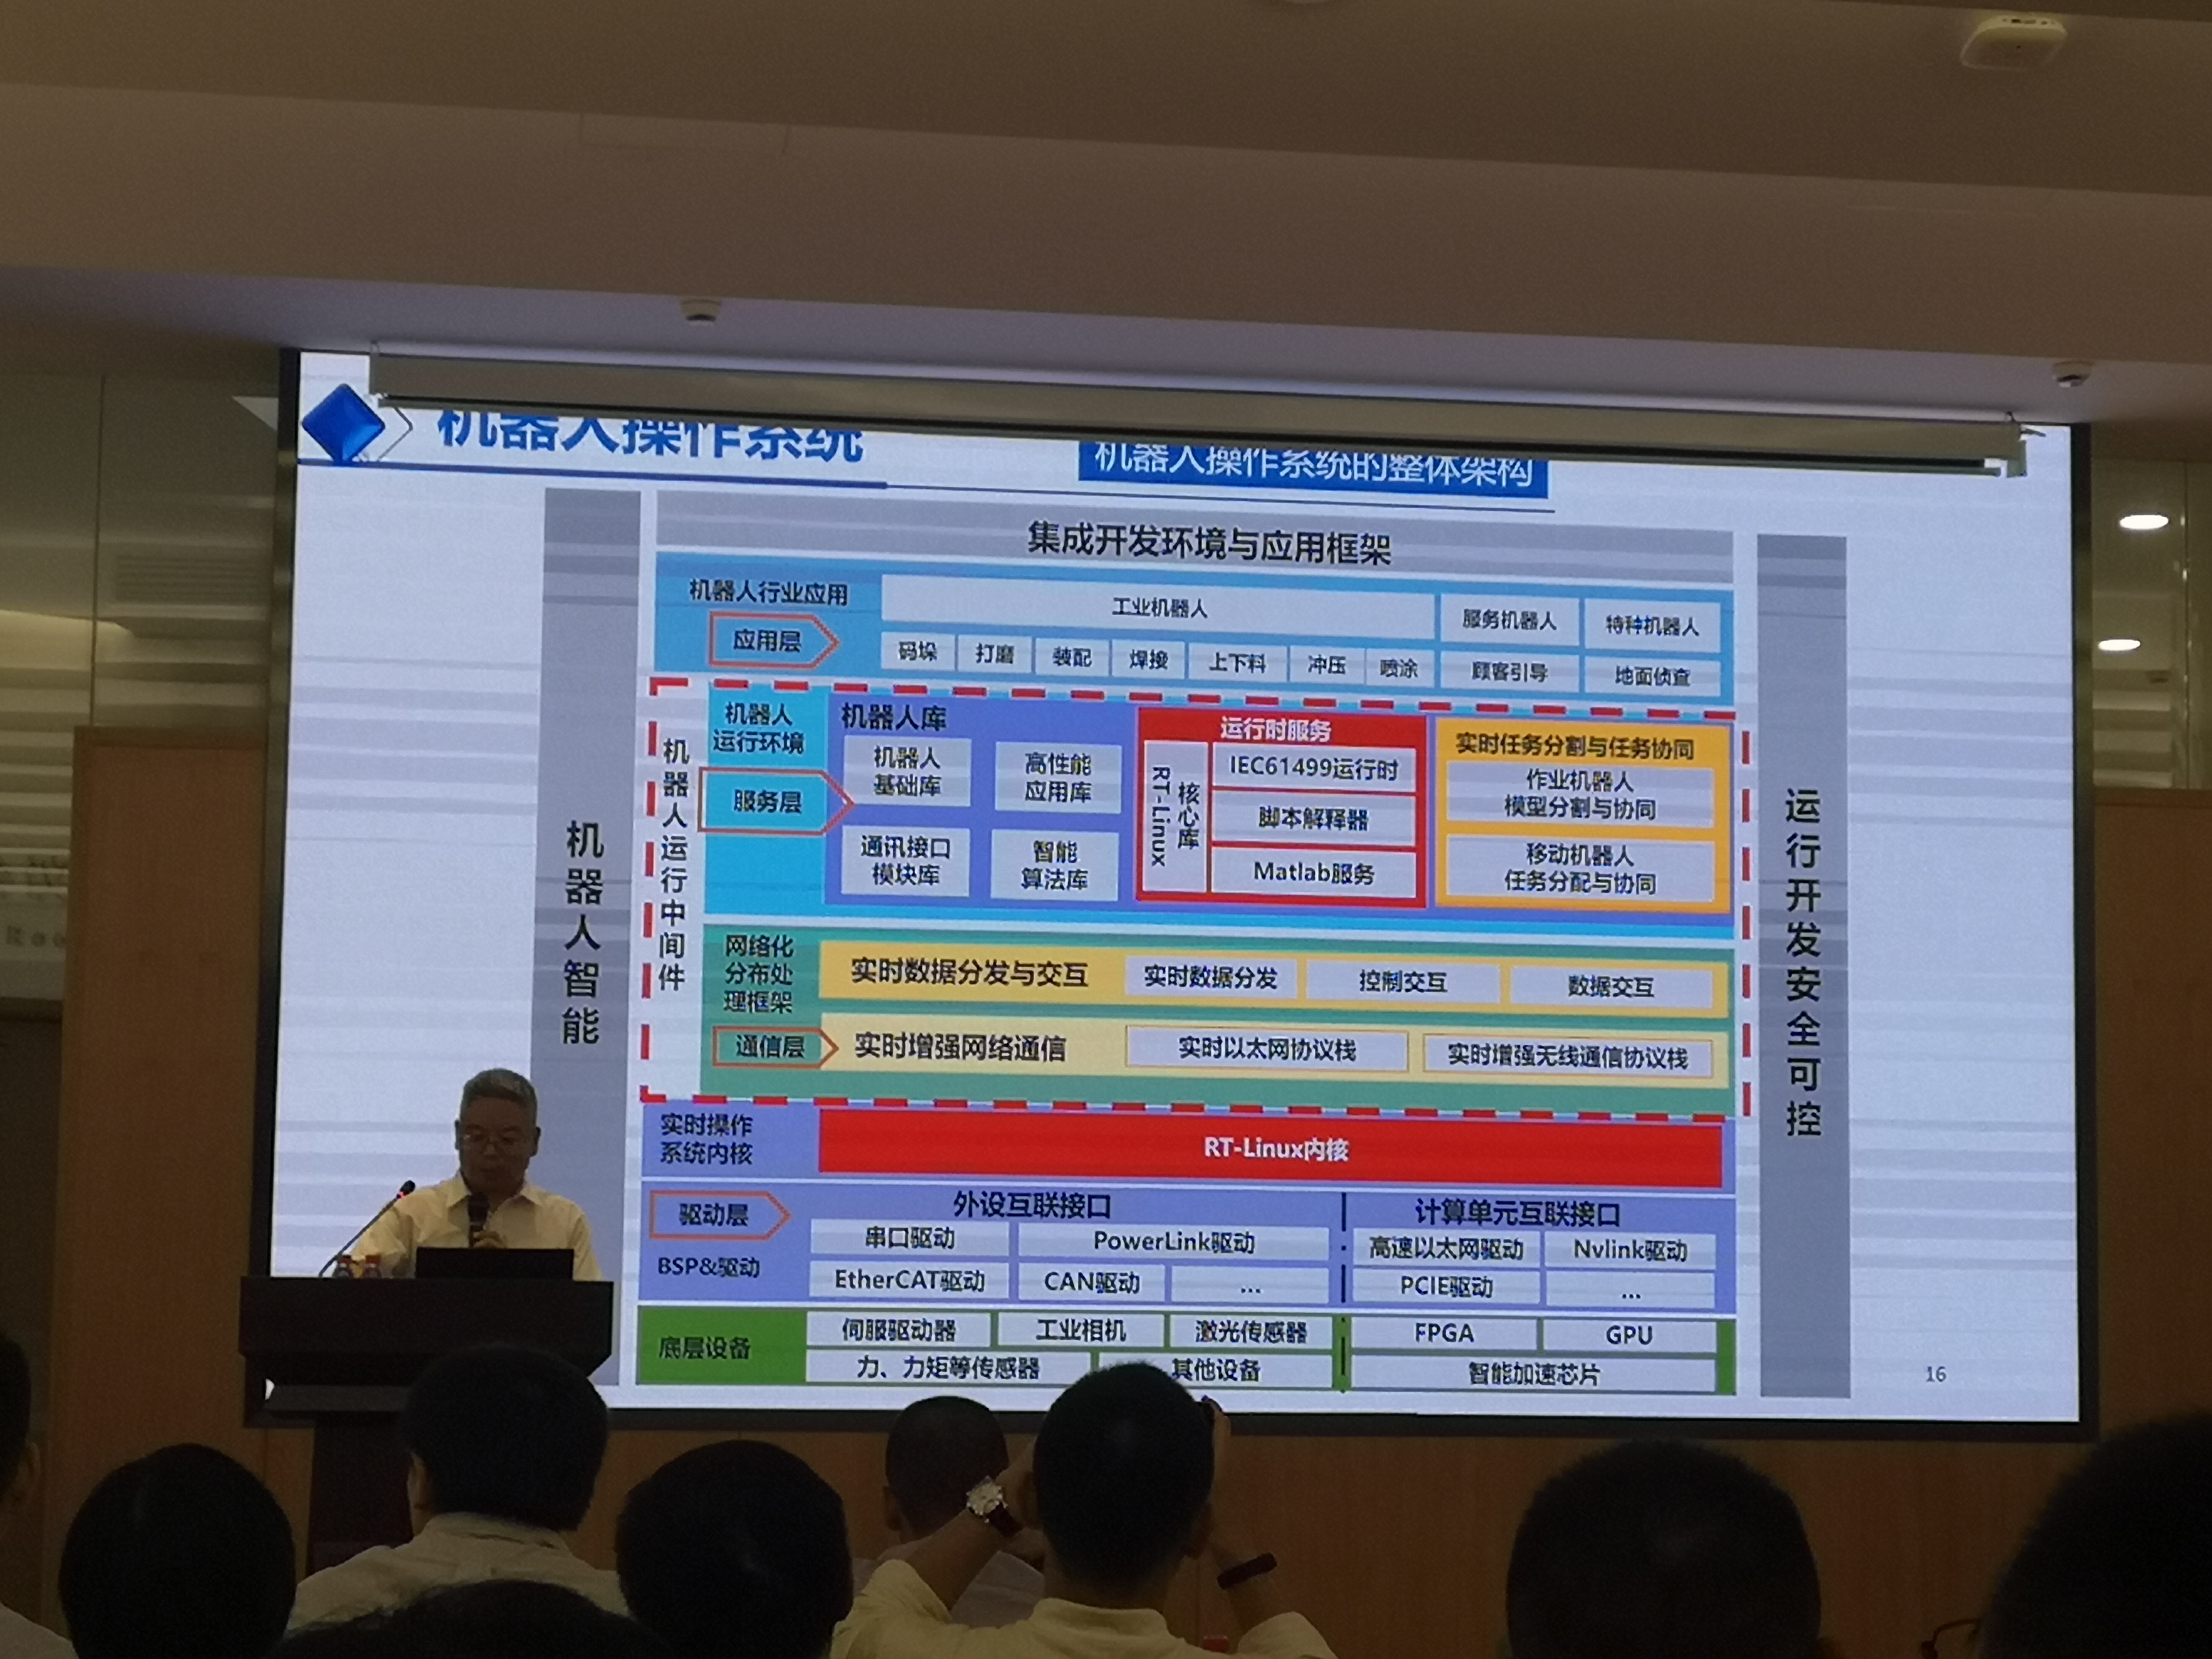 机器人操作系统
机器人操作系统的整体架构
集成开发环境与应用框架
机器人行业应用
应用层
工业机器人
服务机器人
特种机器人
码垛
打磨
装配
焊接
上下料
冲压
喷涂
顾客引导
地面侦查
机器人智能
机器人运行中间件
机器人
运行环境
服务层
机器人库
机器人
基础库
高性能
应用库
通讯接口
模块库
智能
算法库
运行时服务
RT-Linux
核心库
IEC61499运行时
脚本解释器
Matlab服务
实时任务分割与任务协同
作业机器人
模型分割与协同
移动机器人
任务分配与协同
网络化
分布处
理框架
通信层
实时数据分发与交互
实时数据分发
控制交互
数据交互
实时增强网络通信
实时以太网协议栈
实时增强无线通信协议栈
实时操作
系统内核
RT-Linux内核
驱动层
BSP&驱动
外设互联接口
串口驱动
PowerLink驱动
EtherCAT驱动
CAN驱动
...
计算单元互联接口
高速以太网驱动
Nvlink驱动
PCIE驱动
...
底层设备
伺服驱动器
工业相机
激光传感器
力、力矩等传感器
其他设备
FPGA
GPU
智能加速芯片
运行开发安全可控
16